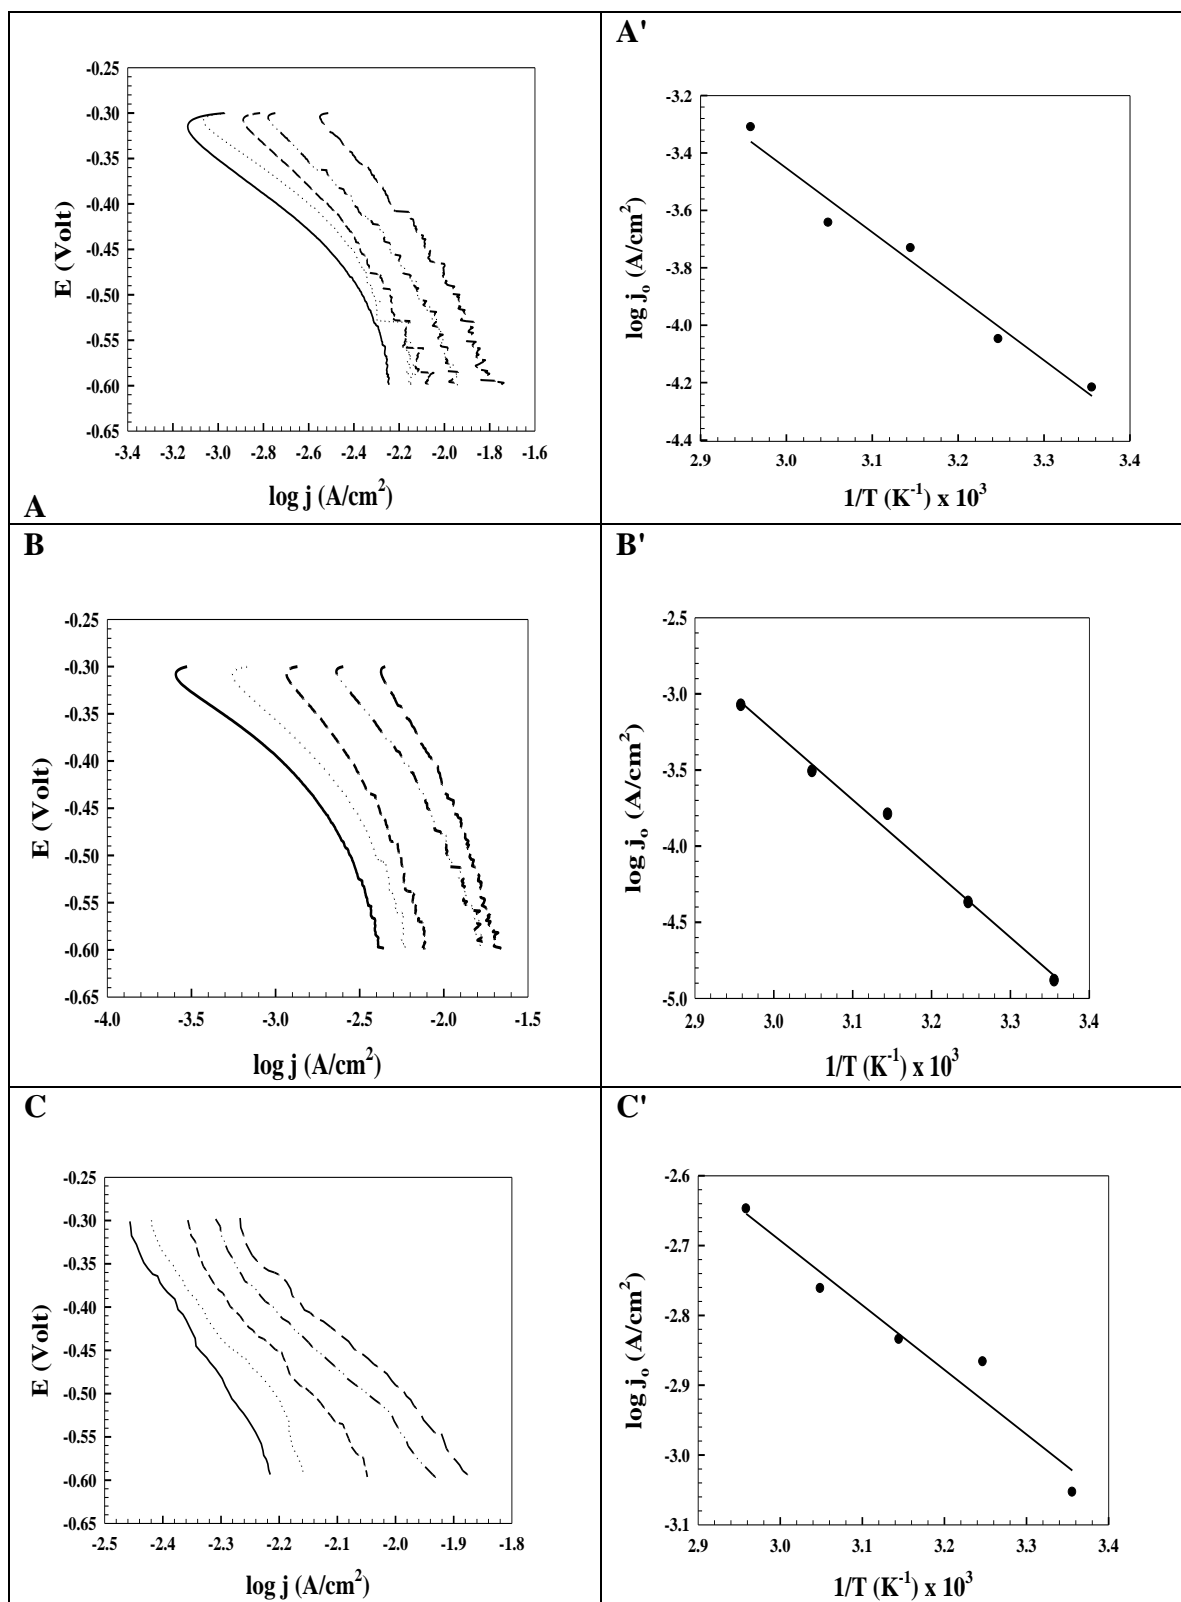 A'
-0.25
-0.30
-0.35
-0.40
-0.45
-0.50
-0.55
-0.60
-0.65
E (Volt)
-3.4 -3.2 -3.0 -2.8 -2.6 -2.4 -2.2 -2.0 -1.8 -1.6
log j (A/cm²)
A
-3.2
-3.4
-3.6
-3.8
-4.0
-4.2
-4.4
log jₒ (A/cm²)
2.9 3.0 3.1 3.2 3.3 3.4
1/T (K⁻¹) x 10³
B
-0.25
-0.30
-0.35
-0.40
-0.45
-0.50
-0.55
-0.60
-0.65
E (Volt)
-4.0 -3.5 -3.0 -2.5 -2.0 -1.5
log j (A/cm²)
B'
-2.5
-3.0
-3.5
-4.0
-4.5
-5.0
log jₒ (A/cm²)
2.9 3.0 3.1 3.2 3.3 3.4
1/T (K⁻¹) x 10³
C
-0.25
-0.30
-0.35
-0.40
-0.45
-0.50
-0.55
-0.60
-0.65
E (Volt)
-2.5 -2.4 -2.3 -2.2 -2.1 -2.0 -1.9 -1.8
log j (A/cm²)
C'
-2.6
-2.7
-2.8
-2.9
-3.0
-3.1
log jₒ (A/cm²)
2.9 3.0 3.1 3.2 3.3 3.4
1/T (K⁻¹) x 10³